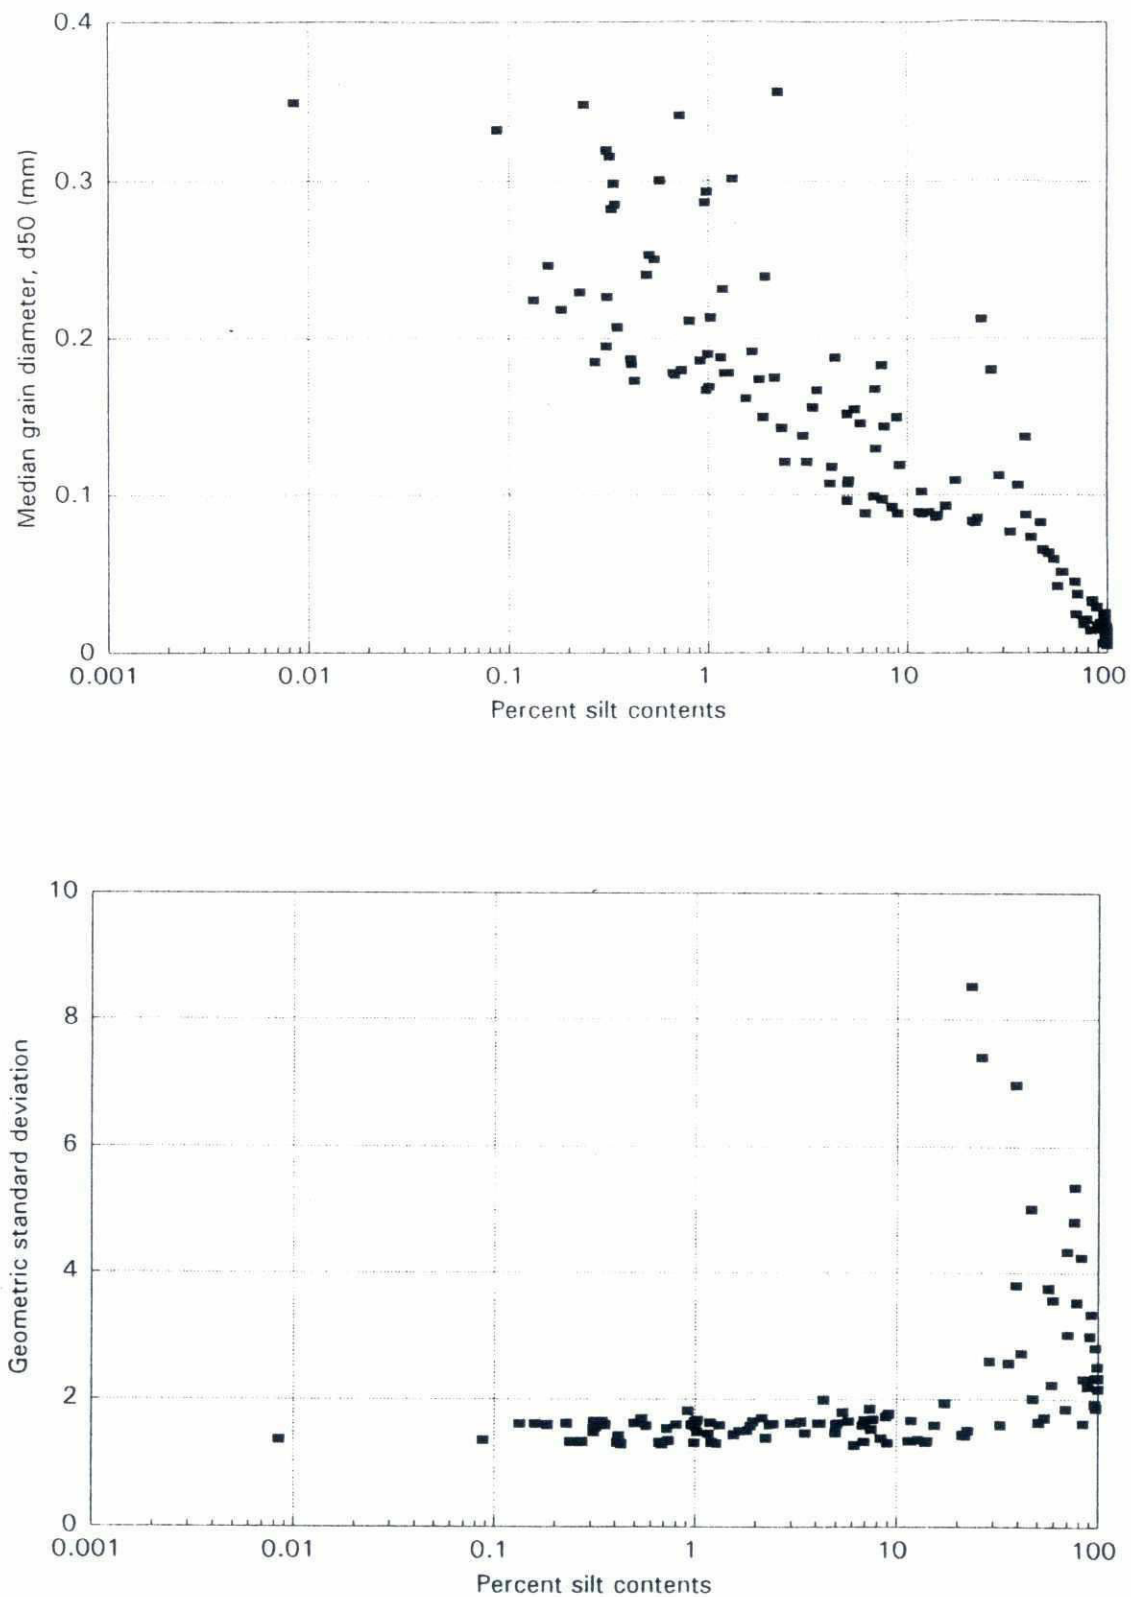 0.4
0.3
0.2
0.1
0
Median grain diameter, d50 (mm)
0.001 0.01 0.1 1 10 100
Percent silt contents
10
8
6
4
2
0
Geometric standard deviation
0.001 0.01 0.1 1 10 100
Percent silt contents